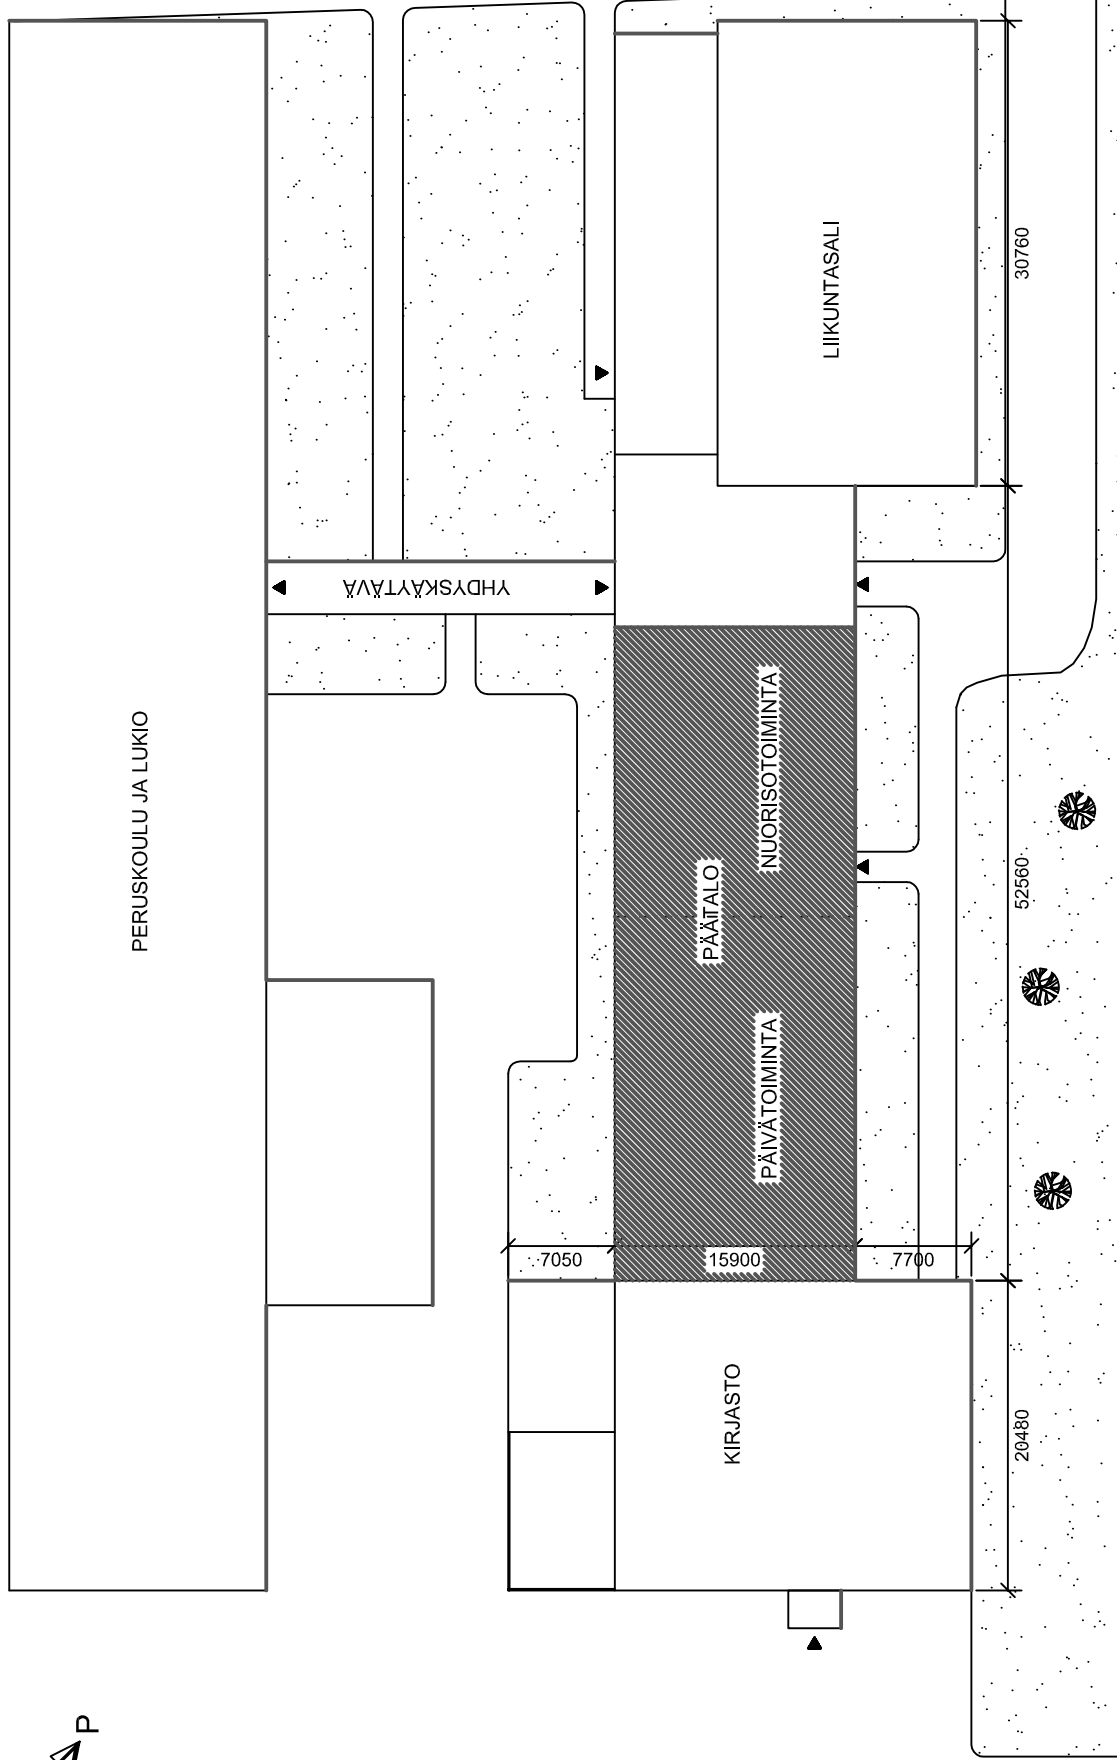 PERUSKOULU JA LUKIO
YHDYSKÄYTÄVÄ
LIIKUNTASALI
30760
NUORISOTOIMINTA
PÄÄTALO
PÄIVÄTOIMINTA
52560
7050
15900
7700
KIRJASTO
20480
P